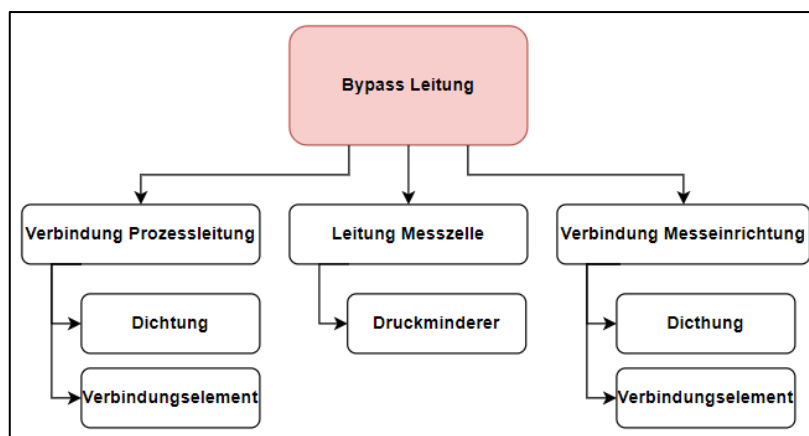 Bypass Leitung
Verbindung Prozessleitung
Leitung Messzelle
Verbindung Messeinrichtung
Dichtung
Druckminderer
Dicthung
Verbindungselement
Verbindungselement